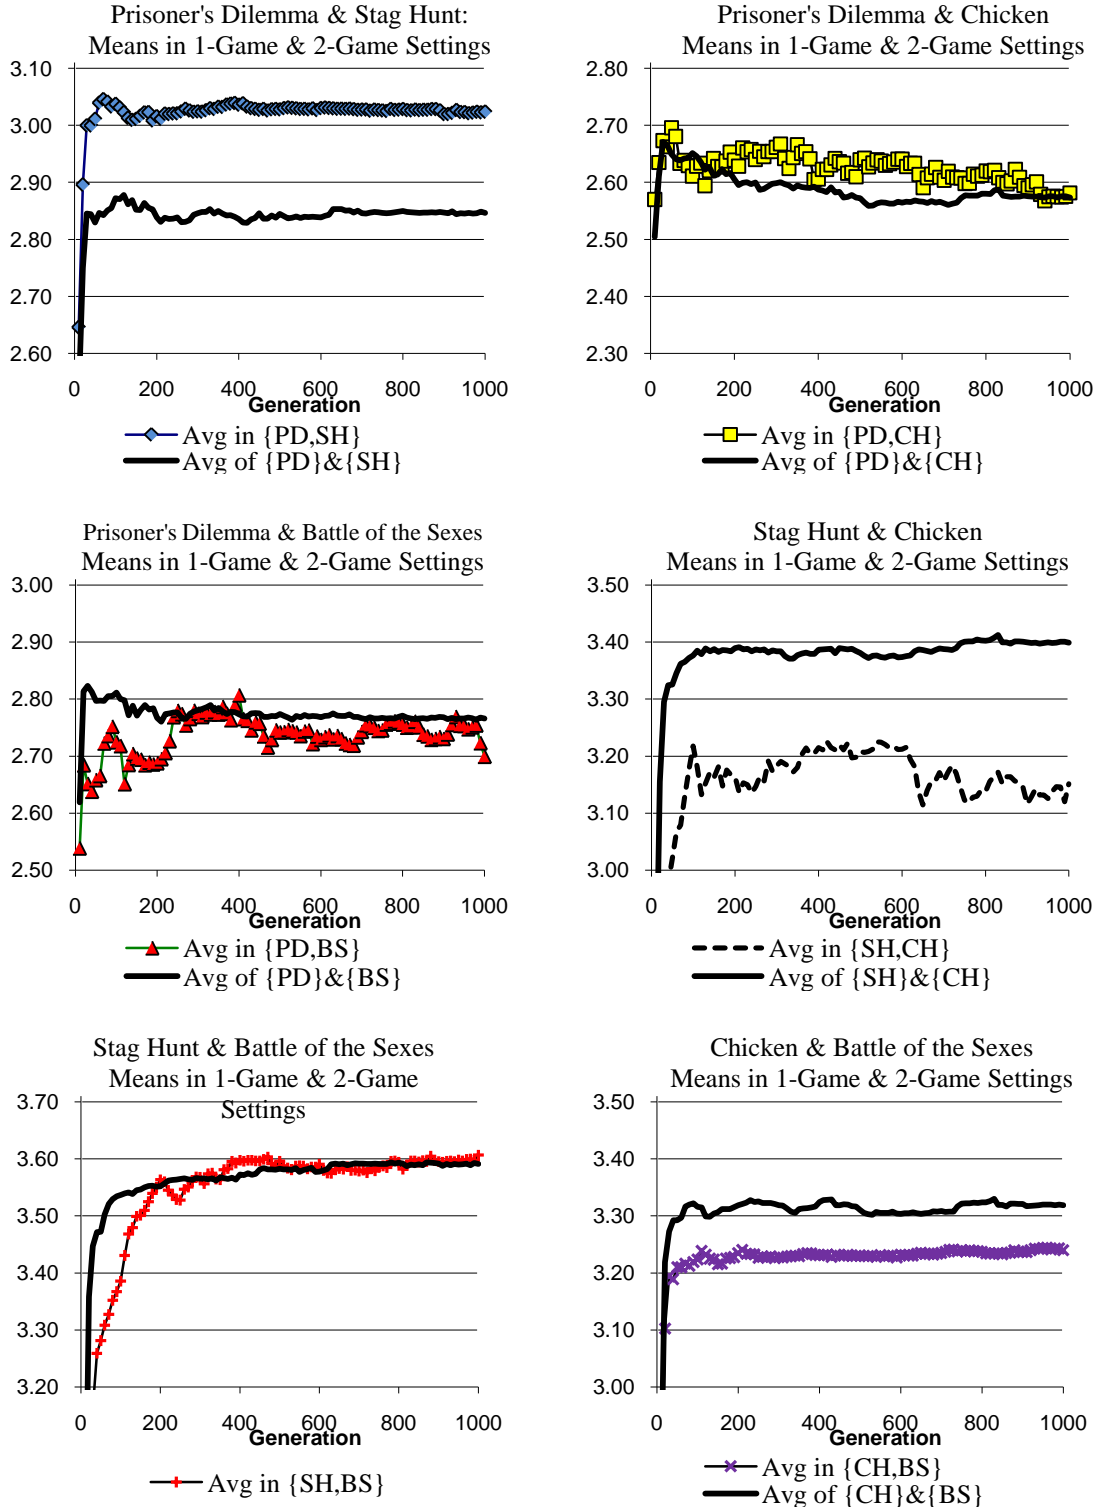 Prisoner's Dilemma & Stag Hunt:
Means in 1-Game & 2-Game Settings
3.10
3.00
2.90
2.80
2.70
2.60
0 200 400 600 800 1000
Generation
Avg in {PD,SH}
Avg of {PD}&{SH}
Prisoner's Dilemma & Chicken
Means in 1-Game & 2-Game Settings
2.80
2.70
2.60
2.50
2.40
2.30
0 200 400 600 800 1000
Generation
Avg in {PD,CH}
Avg of {PD}&{CH}
Prisoner's Dilemma & Battle of the Sexes
Means in 1-Game & 2-Game Settings
3.00
2.90
2.80
2.70
2.60
2.50
0 200 400 600 800 1000
Generation
Avg in {PD,BS}
Avg of {PD}&{BS}
Stag Hunt & Chicken
Means in 1-Game & 2-Game Settings
3.50
3.40
3.30
3.20
3.10
3.00
0 200 400 600 800 1000
Generation
Avg in {SH,CH}
Avg of {SH}&{CH}
Stag Hunt & Battle of the Sexes
Means in 1-Game & 2-Game
Settings
3.70
3.60
3.50
3.40
3.30
3.20
0 200 400 600 800 1000
Generation
Avg in {SH,BS}
Chicken & Battle of the Sexes
Means in 1-Game & 2-Game Settings
3.50
3.40
3.30
3.20
3.10
3.00
0 200 400 600 800 1000
Generation
Avg in {CH,BS}
Avg of {CH}&{BS}